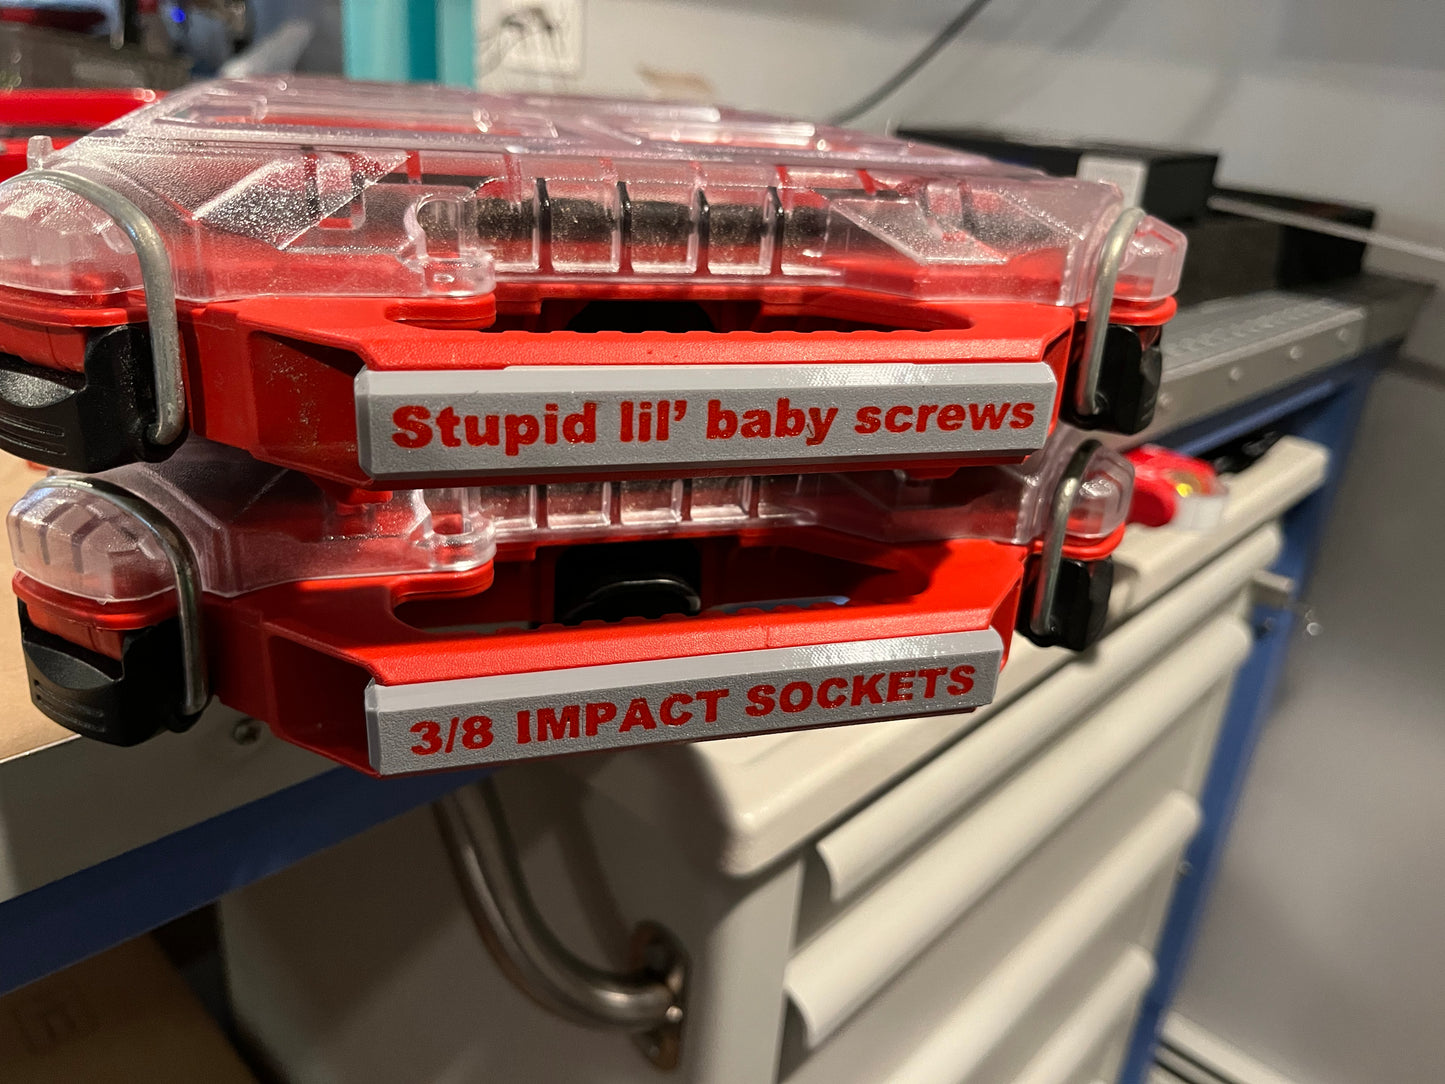 Stupid lil’ baby screws
3/8 IMPACT SOCKETS